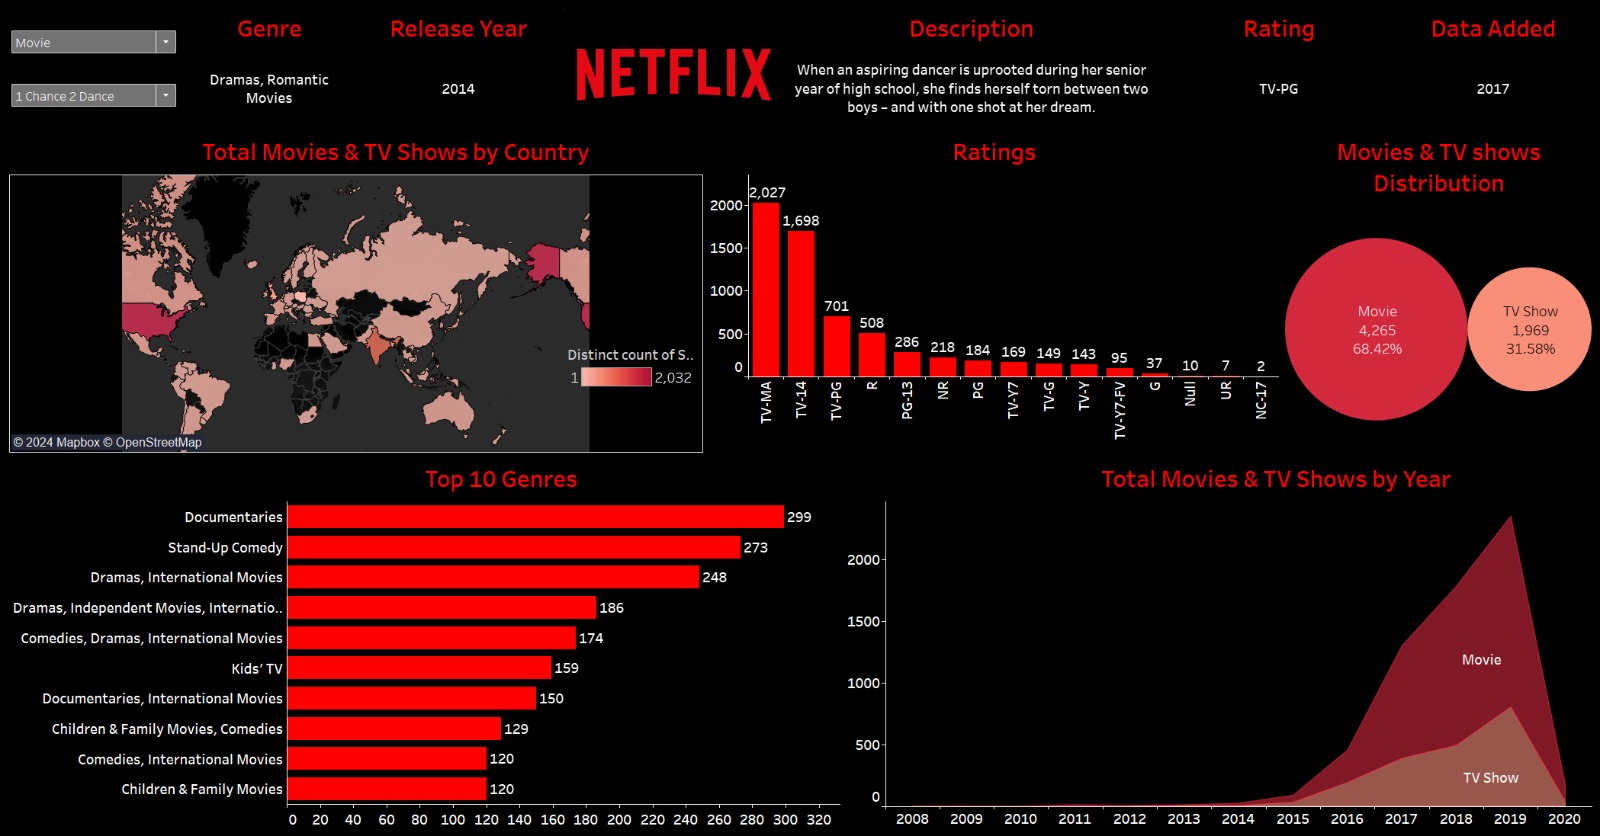 Movie
1 Chance 2 Dance
Genre
Dramas, Romantic
Movies
Release Year
2014
NETFLIX
Description
When an aspiring dancer is uprooted during her senior
year of high school, she finds herself torn between two
boys – and with one shot at her dream.
Rating
TV-PG
Data Added
2017
Total Movies & TV Shows by Country
Distinct count of S..
1
2,032
© 2024 Mapbox © OpenStreetMap
Ratings
2000
1500
1000
500
0
2,027
1,698
701
508
286
218
184
169
149
143
95
37
10
7
2
TV-MA
TV-14
TV-PG
R
PG-13
NR
PG
TV-Y7
TV-G
TV-Y
TV-Y7-FV
G
Null
UR
NC-17
Movies & TV shows
Distribution
Movie
4,265
68.42%
TV Show
1,969
31.58%
Top 10 Genres
Documentaries 299
Stand-Up Comedy 273
Dramas, International Movies 248
Dramas, Independent Movies, Internatio.. 186
Comedies, Dramas, International Movies 174
Kids' TV 159
Documentaries, International Movies 150
Children & Family Movies, Comedies 129
Comedies, International Movies 120
Children & Family Movies 120
0 20 40 60 80 100 120 140 160 180 200 220 240 260 280 300 320
Total Movies & TV Shows by Year
2000
1500
1000
500
0
Movie
TV Show
2008 2009 2010 2011 2012 2013 2014 2015 2016 2017 2018 2019 2020